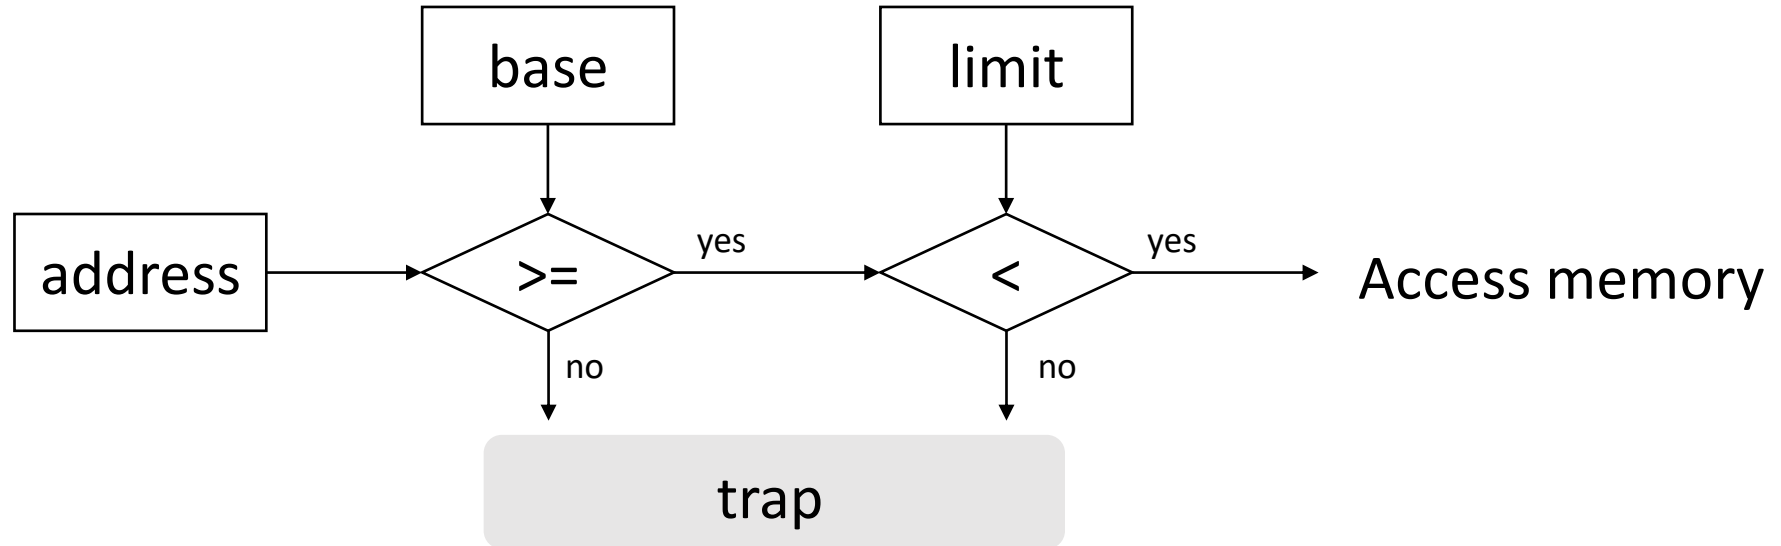 base
limit
address
>=
yes
<
yes
Access memory
no
no
trap